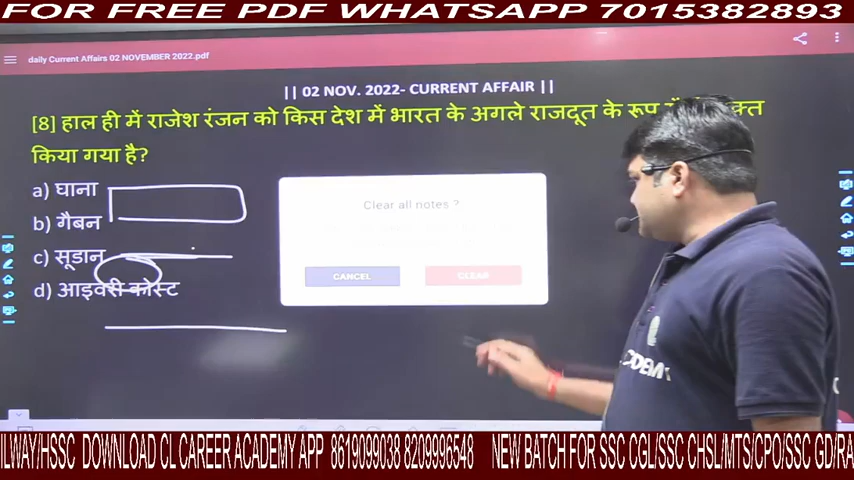 FOR FREE PDF WHATSAPP 7015382893
daily Current Affairs 02 NOVEMBER 2022.pdf
|| 02 NOV. 2022- CURRENT AFFAIR ||
[8] हाल ही में राजेश रंजन को किस देश में भारत के अगले राजदूत के रूप
किया गया है?
a) घाना
b) गैबन
c) सूडान
d) आइवरी कोस्ट
Clear all notes ?
CANCEL
CLEAR
ILWAY/HSSC DOWNLOAD CL CAREER ACADEMY APP 8619099038 8209996548 NEW BATCH FOR SSC CGL/SSC CHSL/MTS/CPO/SSC GD/RA